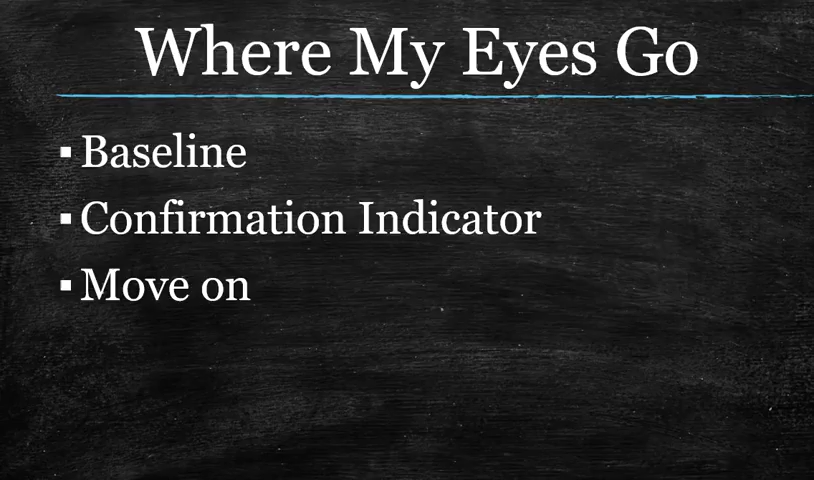 Where My Eyes Go
▪ Baseline
▪ Confirmation Indicator
▪ Move on